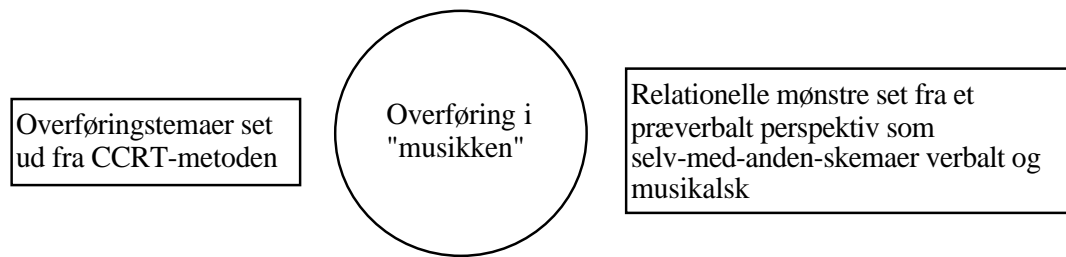 Overføringstemaer set
ud fra CCRT-metoden
Overføring i
"musikken"
Relationelle mønstre set fra et
præverbalt perspektiv som
selv-med-anden-skemaer verbalt og
musikalsk